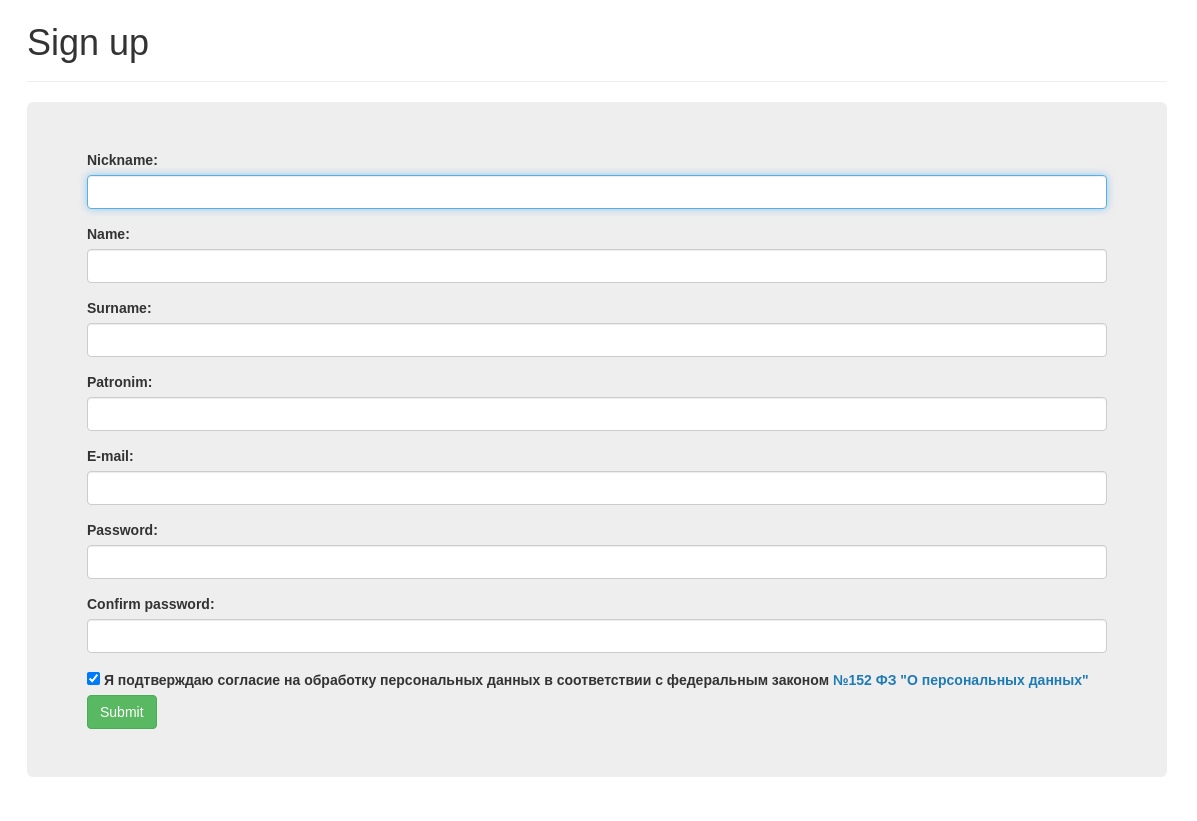 Sign up
Nickname:
Name:
Surname:
Patronim:
E-mail:
Password:
Confirm password:
Я подтверждаю согласие на обработку персональных данных в соответствии с федеральным законом №152 ФЗ "О персональных данных"
Submit